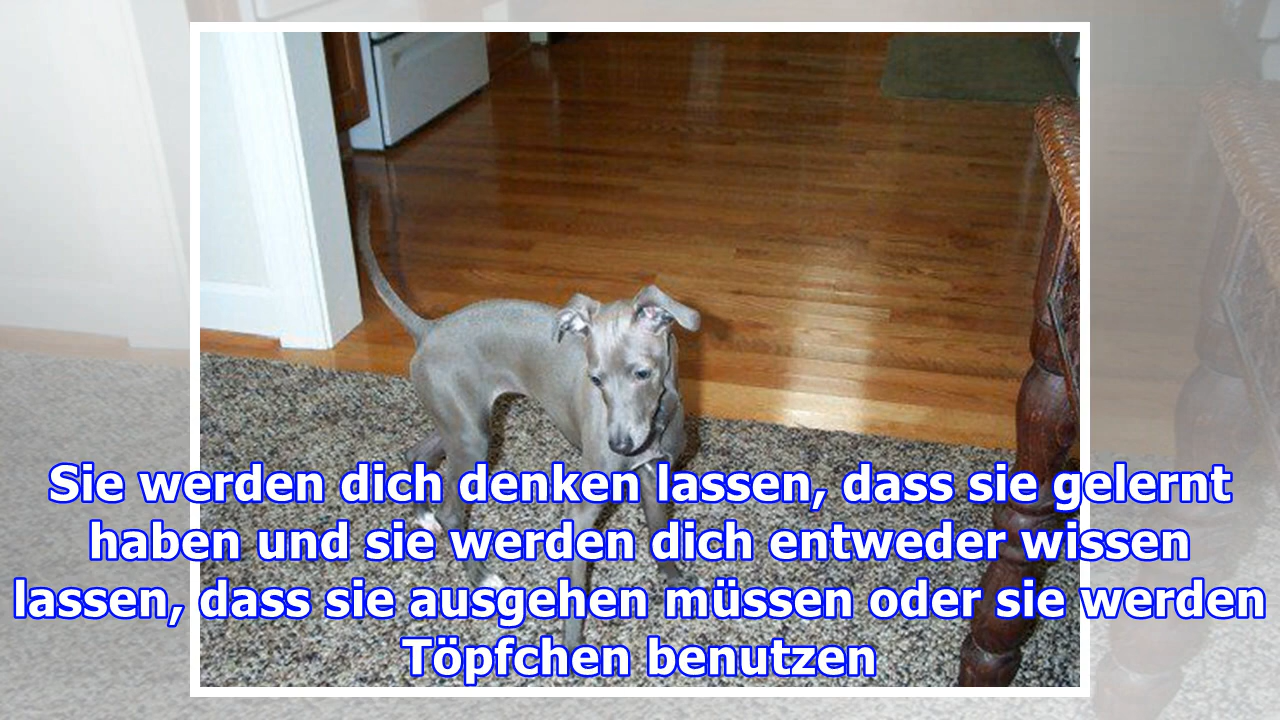 Sie werden dich denken lassen, dass sie gelernt
haben und sie werden dich entweder wissen
lassen, dass sie ausgehen müssen oder sie werden
Töpfchen benutzen